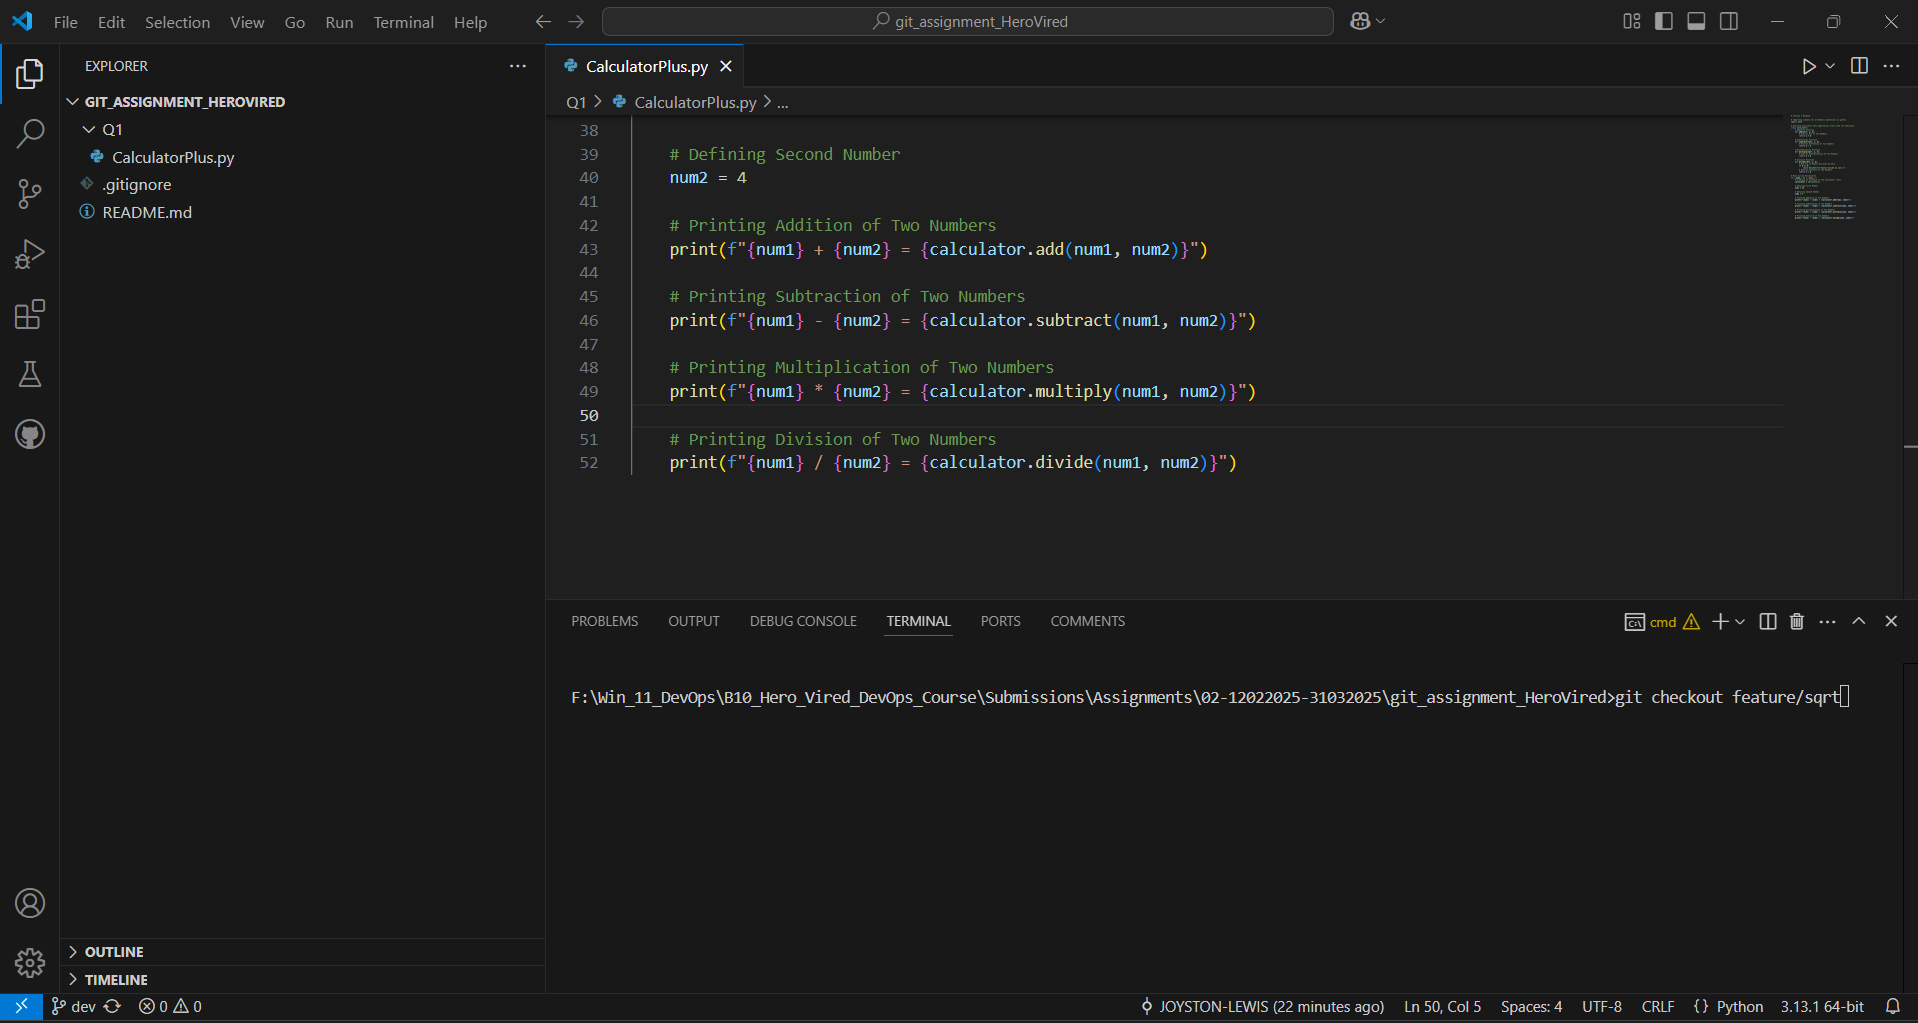 File Edit Selection View Go Run Terminal Help
git_assignment_HeroVired
EXPLORER
GIT_ASSIGNMENT_HEROVIRED
Q1
CalculatorPlus.py
.gitignore
README.md
OUTLINE
TIMELINE
CalculatorPlus.py
Q1 > CalculatorPlus.py > ...
38
39 # Defining Second Number
40 num2 = 4
41
42 # Printing Addition of Two Numbers
43 print(f"{num1} + {num2} = {calculator.add(num1, num2)}")
44
45 # Printing Subtraction of Two Numbers
46 print(f"{num1} - {num2} = {calculator.subtract(num1, num2)}")
47
48 # Printing Multiplication of Two Numbers
49 print(f"{num1} * {num2} = {calculator.multiply(num1, num2)}")
50
51 # Printing Division of Two Numbers
52 print(f"{num1} / {num2} = {calculator.divide(num1, num2)}")
PROBLEMS OUTPUT DEBUG CONSOLE TERMINAL PORTS COMMENTS
cmd
F:\Win_11_DevOps\B10_Hero_Vired_DevOps_Course\Submissions\Assignments\02-12022025-31032025\git_assignment_HeroVired>git checkout feature/sqrt
dev 0 0 JOYSTON-LEWIS (22 minutes ago) Ln 50, Col 5 Spaces: 4 UTF-8 CRLF {} Python 3.13.1 64-bit